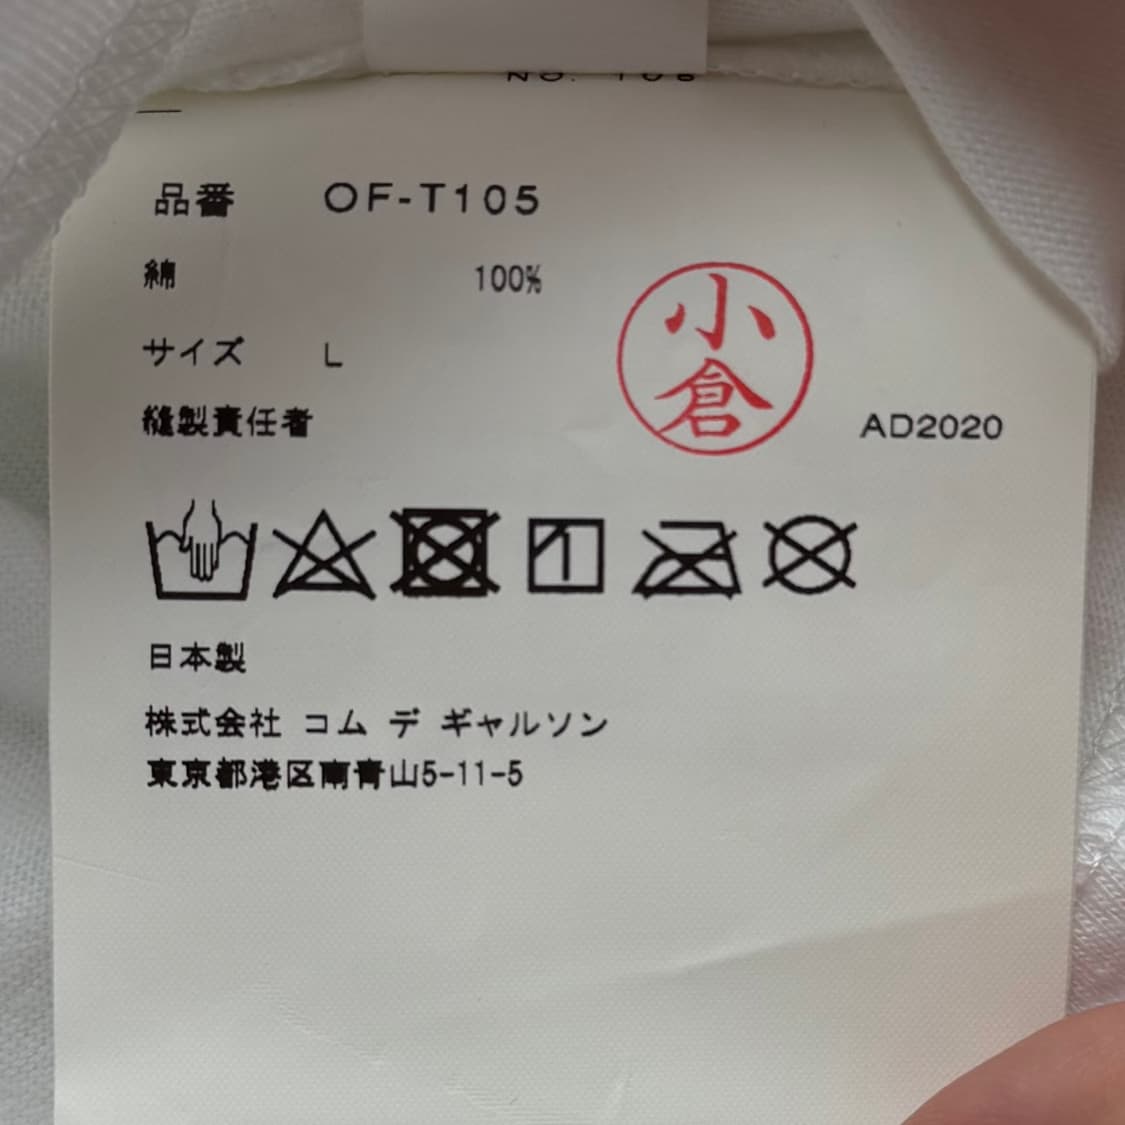 品番 OF-T105
綿 100%
サイズ L
縫製責任者
小倉
AD2020
日本製
株式会社 コム デ ギャルソン
東京都港区南青山5-11-5